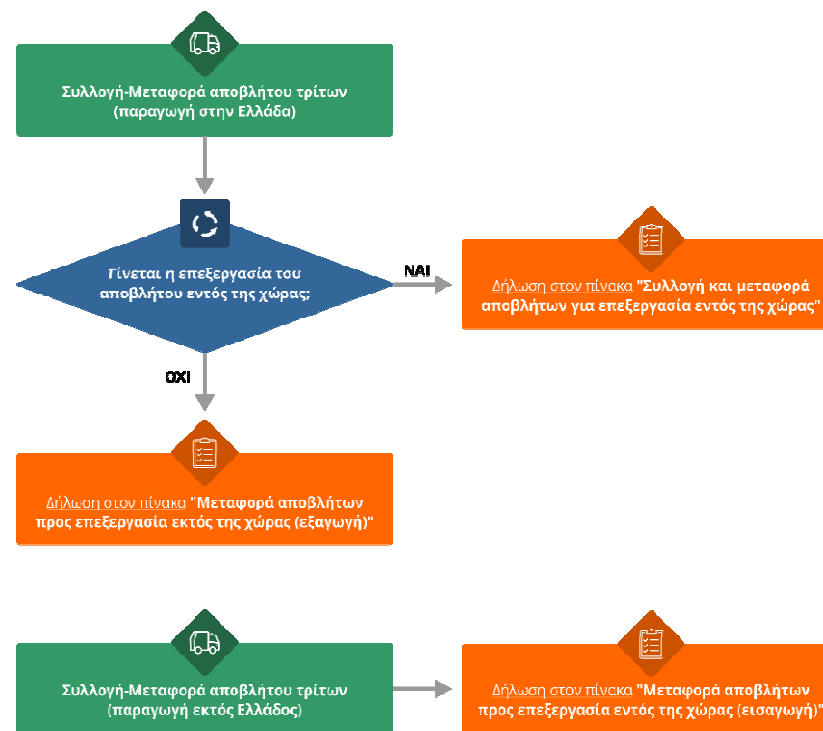 Συλλογή-Μεταφορά αποβλήτου τρίτων
(παραγωγή στην Ελλάδα)
Γίνεται η επεξεργασία του
αποβλήτου εντός της χώρας;
ΝΑΙ
Δήλωση στον πίνακα "Συλλογή και μεταφορά
αποβλήτων για επεξεργασία εντός της χώρας"
ΟΧΙ
Δήλωση στον πίνακα "Μεταφορά αποβλήτων
προς επεξεργασία εκτός της χώρας (εξαγωγή)"
Συλλογή-Μεταφορά αποβλήτου τρίτων
(παραγωγή εκτός Ελλάδος)
Δήλωση στον πίνακα "Μεταφορά αποβλήτων
προς επεξεργασία εντός της χώρας (εισαγωγή)"